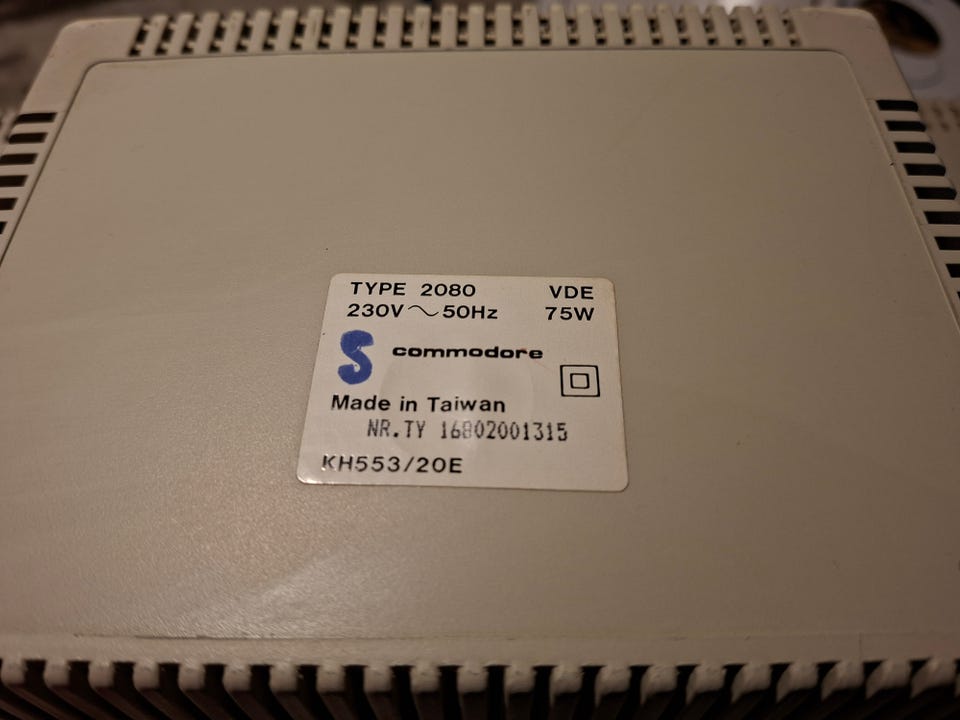 TYPE 2080 VDE
230V～50Hz 75W
S commodore
Made in Taiwan
NR.TY 16802001315
KH553/20E